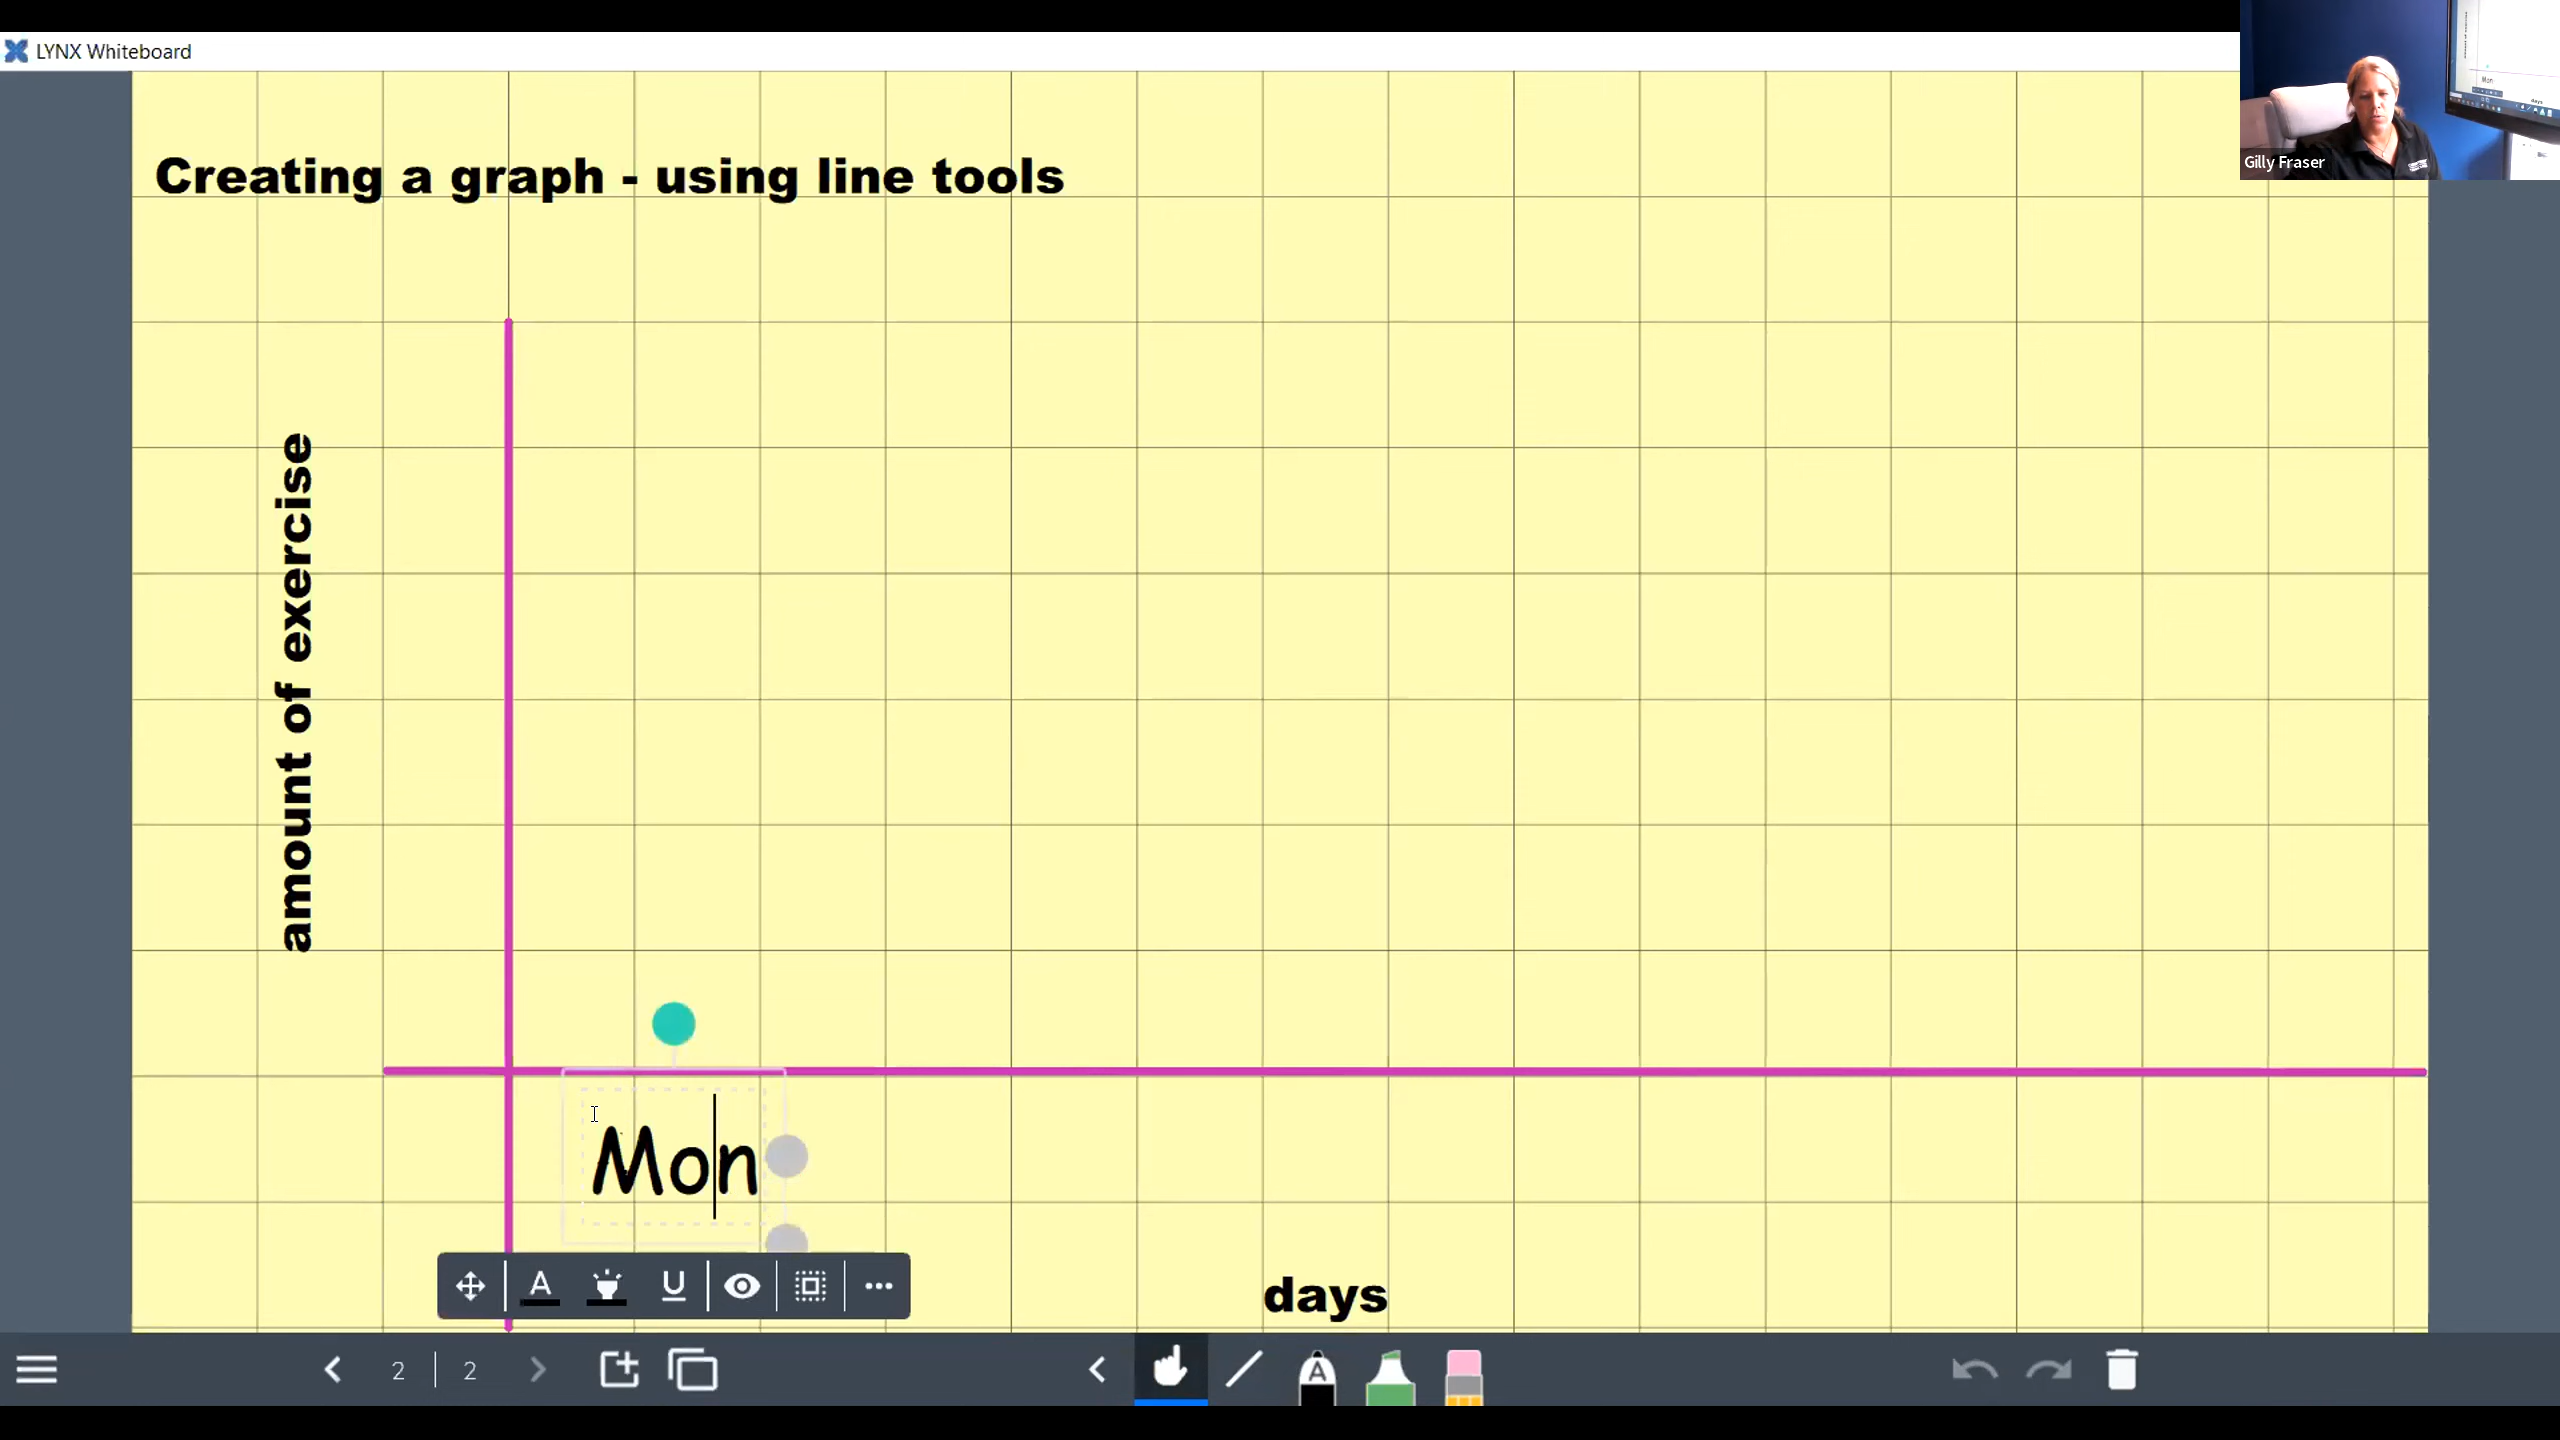 LYNX Whiteboard
Creating a graph - using line tools
Gilly Fraser
amount of exercise
Mon
days
2 | 2